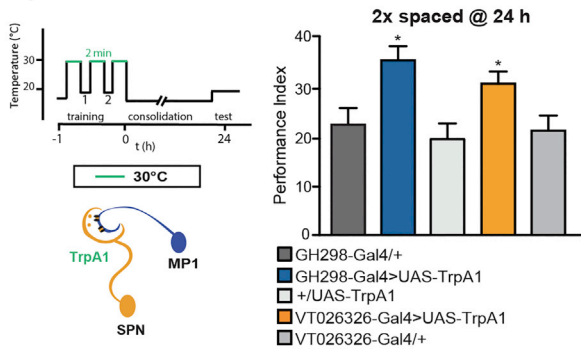 Temperature (°C)
30
20
2 min
1
2
training
consolidation
test
-1
0
24
t (h)
30°C
TrpA1
MP1
SPN
2x spaced @ 24 h
Performance Index
40
30
20
10
0
*
*
GH298-Gal4/+
GH298-Gal4>UAS-TrpA1
+/UAS-TrpA1
VT026326-Gal4>UAS-TrpA1
VT026326-Gal4/+